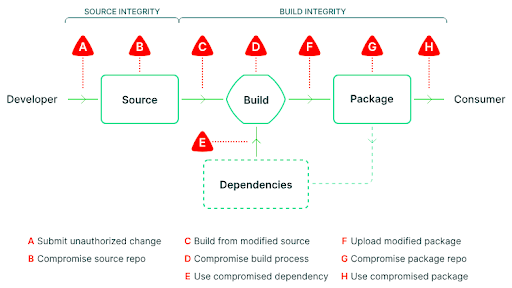 SOURCE INTEGRITY
BUILD INTEGRITY
A
B
C
D
F
G
H
Developer
Source
Build
Package
Consumer
E
Dependencies
A Submit unauthorized change
B Compromise source repo
C Build from modified source
D Compromise build process
E Use compromised dependency
F Upload modified package
G Compromise package repo
H Use compromised package